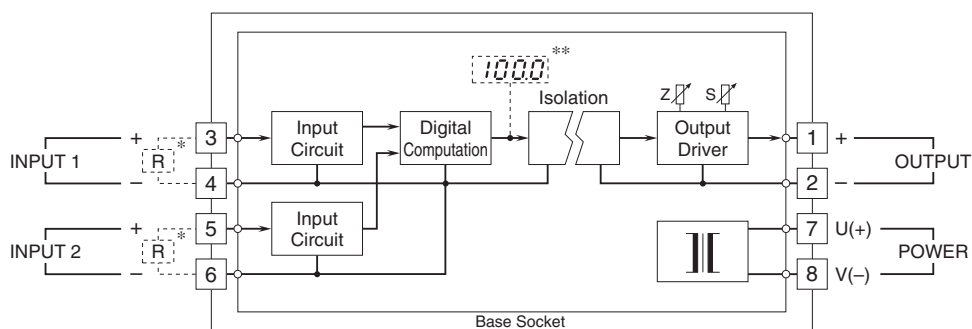 100.0 **
Isolation
Z S
+ R * 3 Input
Circuit
Digital
Computation
Output
Driver
1 +
INPUT 1
OUTPUT
– 4
2 –
+ R * 5 Input
Circuit
7 U(+)
INPUT 2
POWER
– 6
8 V(–)
Base Socket